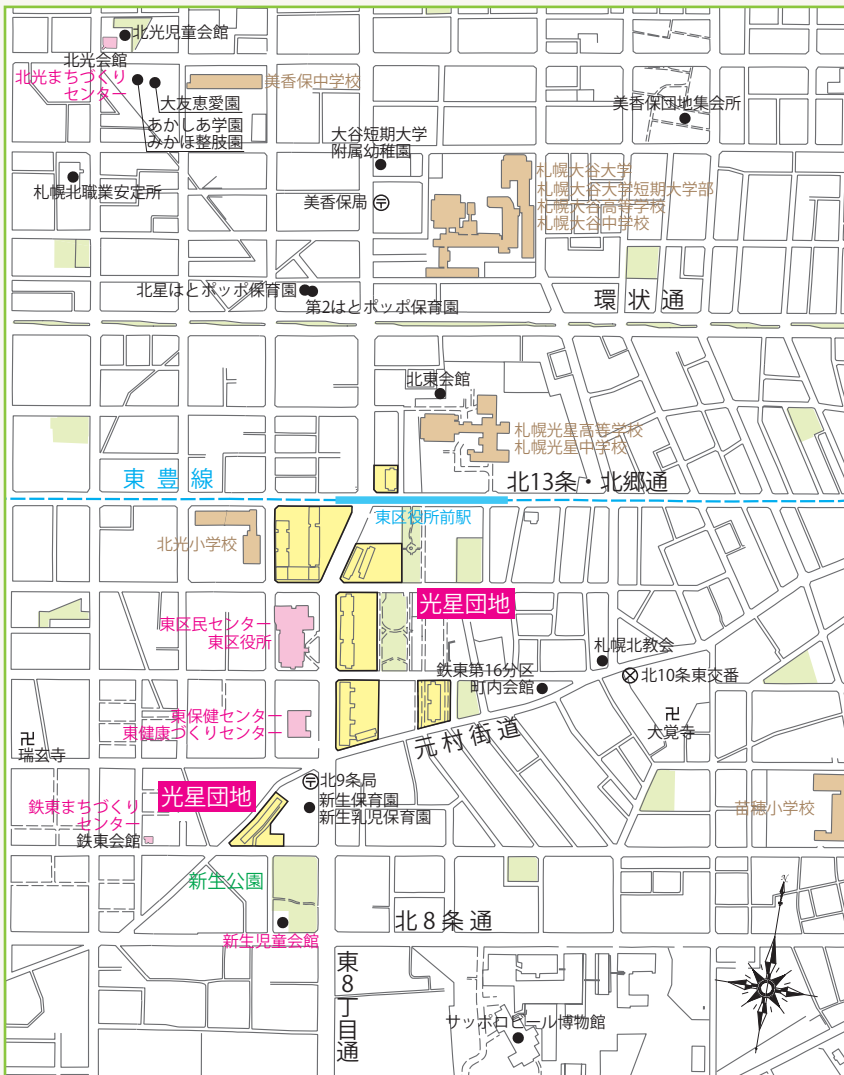 北光児童会館
北光会館
北光まちづくり
センター
大友恵愛園
あかしあ学園
みかほ整肢園
美香保中学校
美香保団地集会所
大谷短期大学
附属幼稚園
札幌北職業安定所
美香保局
札幌大谷大学
札幌大谷大学短期大学部
札幌大谷高等学校
札幌大谷中学校
北星はとポッポ保育園
第2はとポッポ保育園
環状通
北東会館
札幌光星高等学校
札幌光星中学校
東豊線
北13条・北郷通
東区役所前駅
北光小学校
光星団地
東区民センター
東区役所
札幌北教会
鉄東第16分区
町内会館
北10条東交番
東保健センター
東健康づくりセンター
元村街道
大覚寺
瑞玄寺
北9条局
光星団地
新生保育園
新生乳児保育園
鉄東まちづくり
センター
鉄東会館
苗穂小学校
新生公園
北8条通
新生児童会館
東8丁目通
サッポロビール博物館